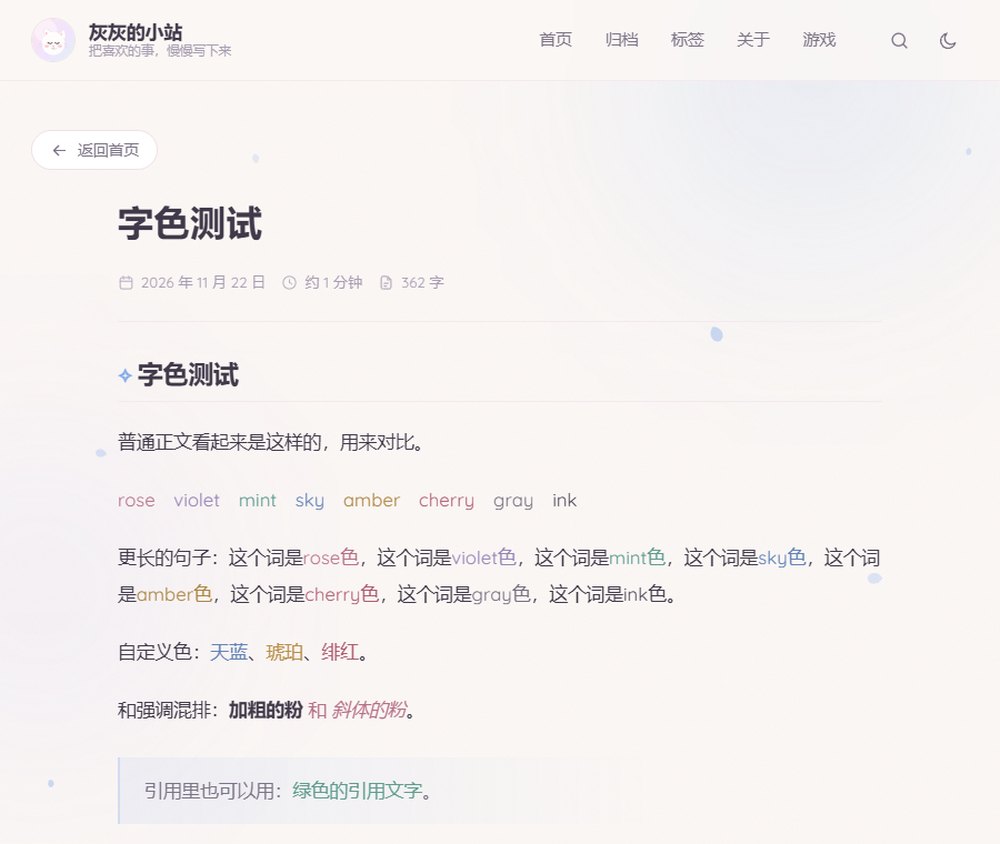 灰灰的小站
把喜欢的事，慢慢写下来
首页 归档 标签 关于 游戏
返回首页
字色测试
2026 年 11 月 22 日 约 1 分钟 362 字
字色测试
普通正文看起来是这样的，用来对比。
rose violet mint sky amber cherry gray ink
更长的句子：这个词是rose色，这个词是violet色，这个词是mint色，这个词是sky色，这个词
是amber色，这个词是cherry色，这个词是gray色，这个词是ink色。
自定义色：天蓝、琥珀、绯红。
和强调混排：加粗的粉 和 斜体的粉。
引用里也可以用：绿色的引用文字。